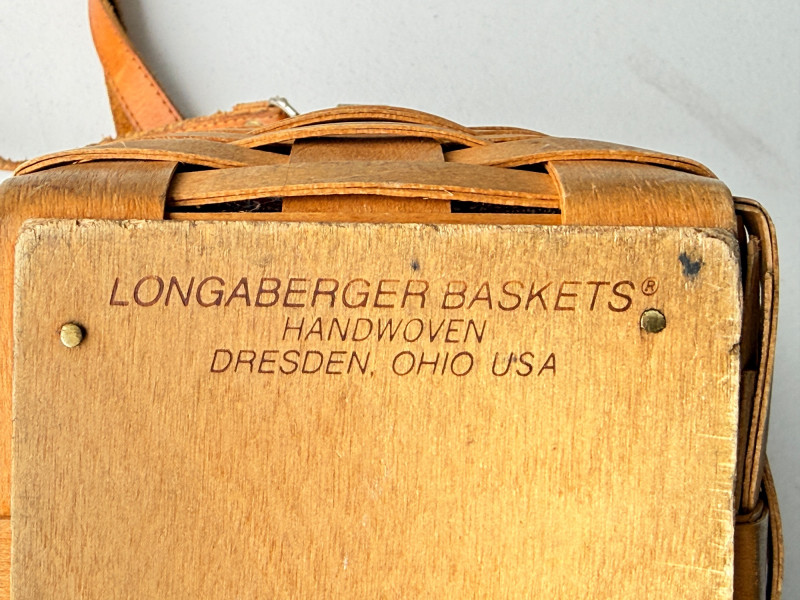 LONGABERGER BASKETS®
HANDWOVEN
DRESDEN, OHIO USA